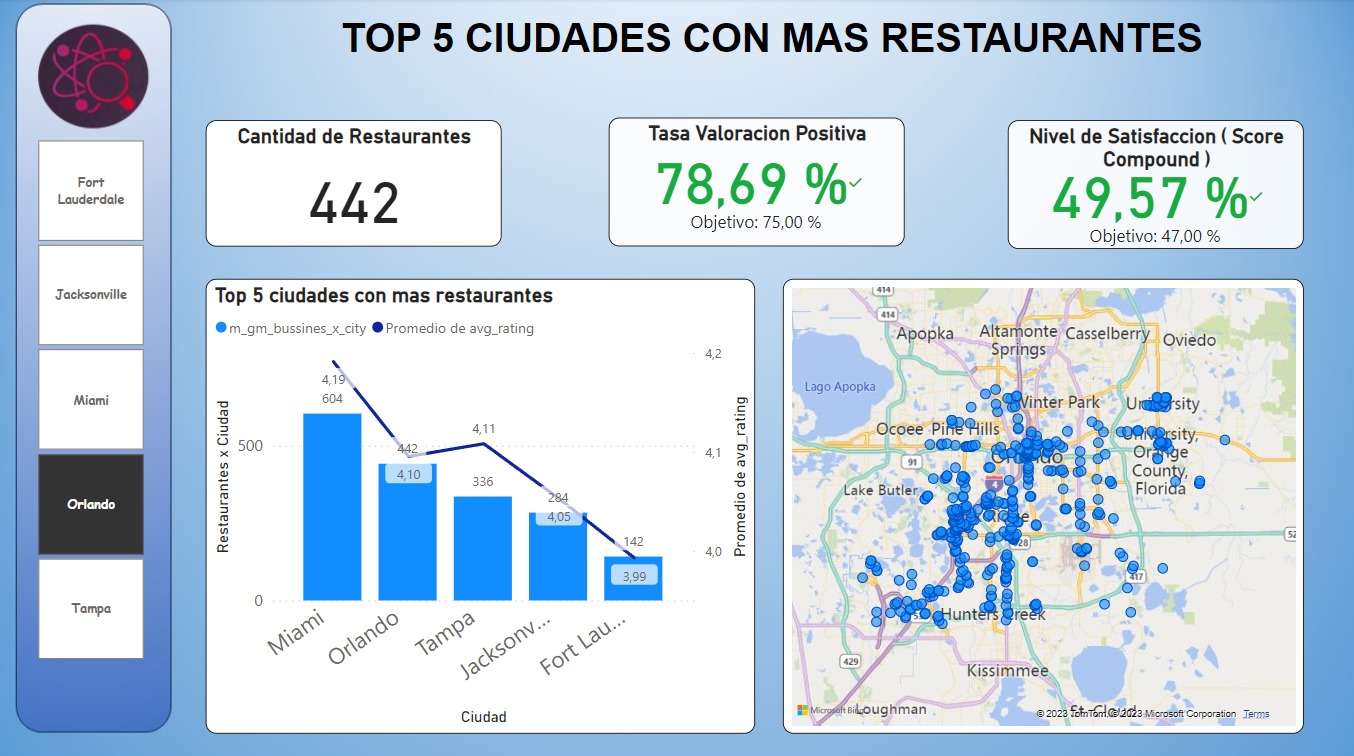 TOP 5 CIUDADES CON MAS RESTAURANTES
Fort
Lauderdale
Jacksonville
Miami
Orlando
Tampa
Cantidad de Restaurantes
442
Tasa Valoracion Positiva
78,69 %
Objetivo: 75,00 %
Nivel de Satisfaccion ( Score
Compound )
49,57 %
Objetivo: 47,00 %
Top 5 ciudades con mas restaurantes
m_gm_bussines_x_city
Promedio de avg_rating
Restaurantes x Ciudad
500
0
4,19
604
442
4,10
4,11
336
284
4,05
142
3,99
4,2
4,1
4,0
Promedio de avg_rating
Miami
Orlando
Tampa
Jacksonv...
Fort Lau...
Ciudad
414
414
Apopka
Altamonte
Springs
Casselberry
Oviedo
Lago Apopka
Winter Park
University
Ocoee
Pine Hills
University,
Orange
County,
Florida
Orlando
91
4
Lake Butler
528
52
417
Hunters Creek
429
Kissimmee
Loughman
St. Cloud
Microsoft Bing
© 2023 TomTom, © 2023 Microsoft Corporation
Terms